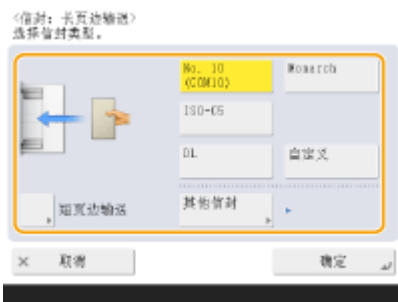 <信封: 长页边输送>
选择信封类型。
No. 10
(COM10)
Monarch
ISO-C5
DL
自定义
短页边输送
其他信封
× 取消
确定